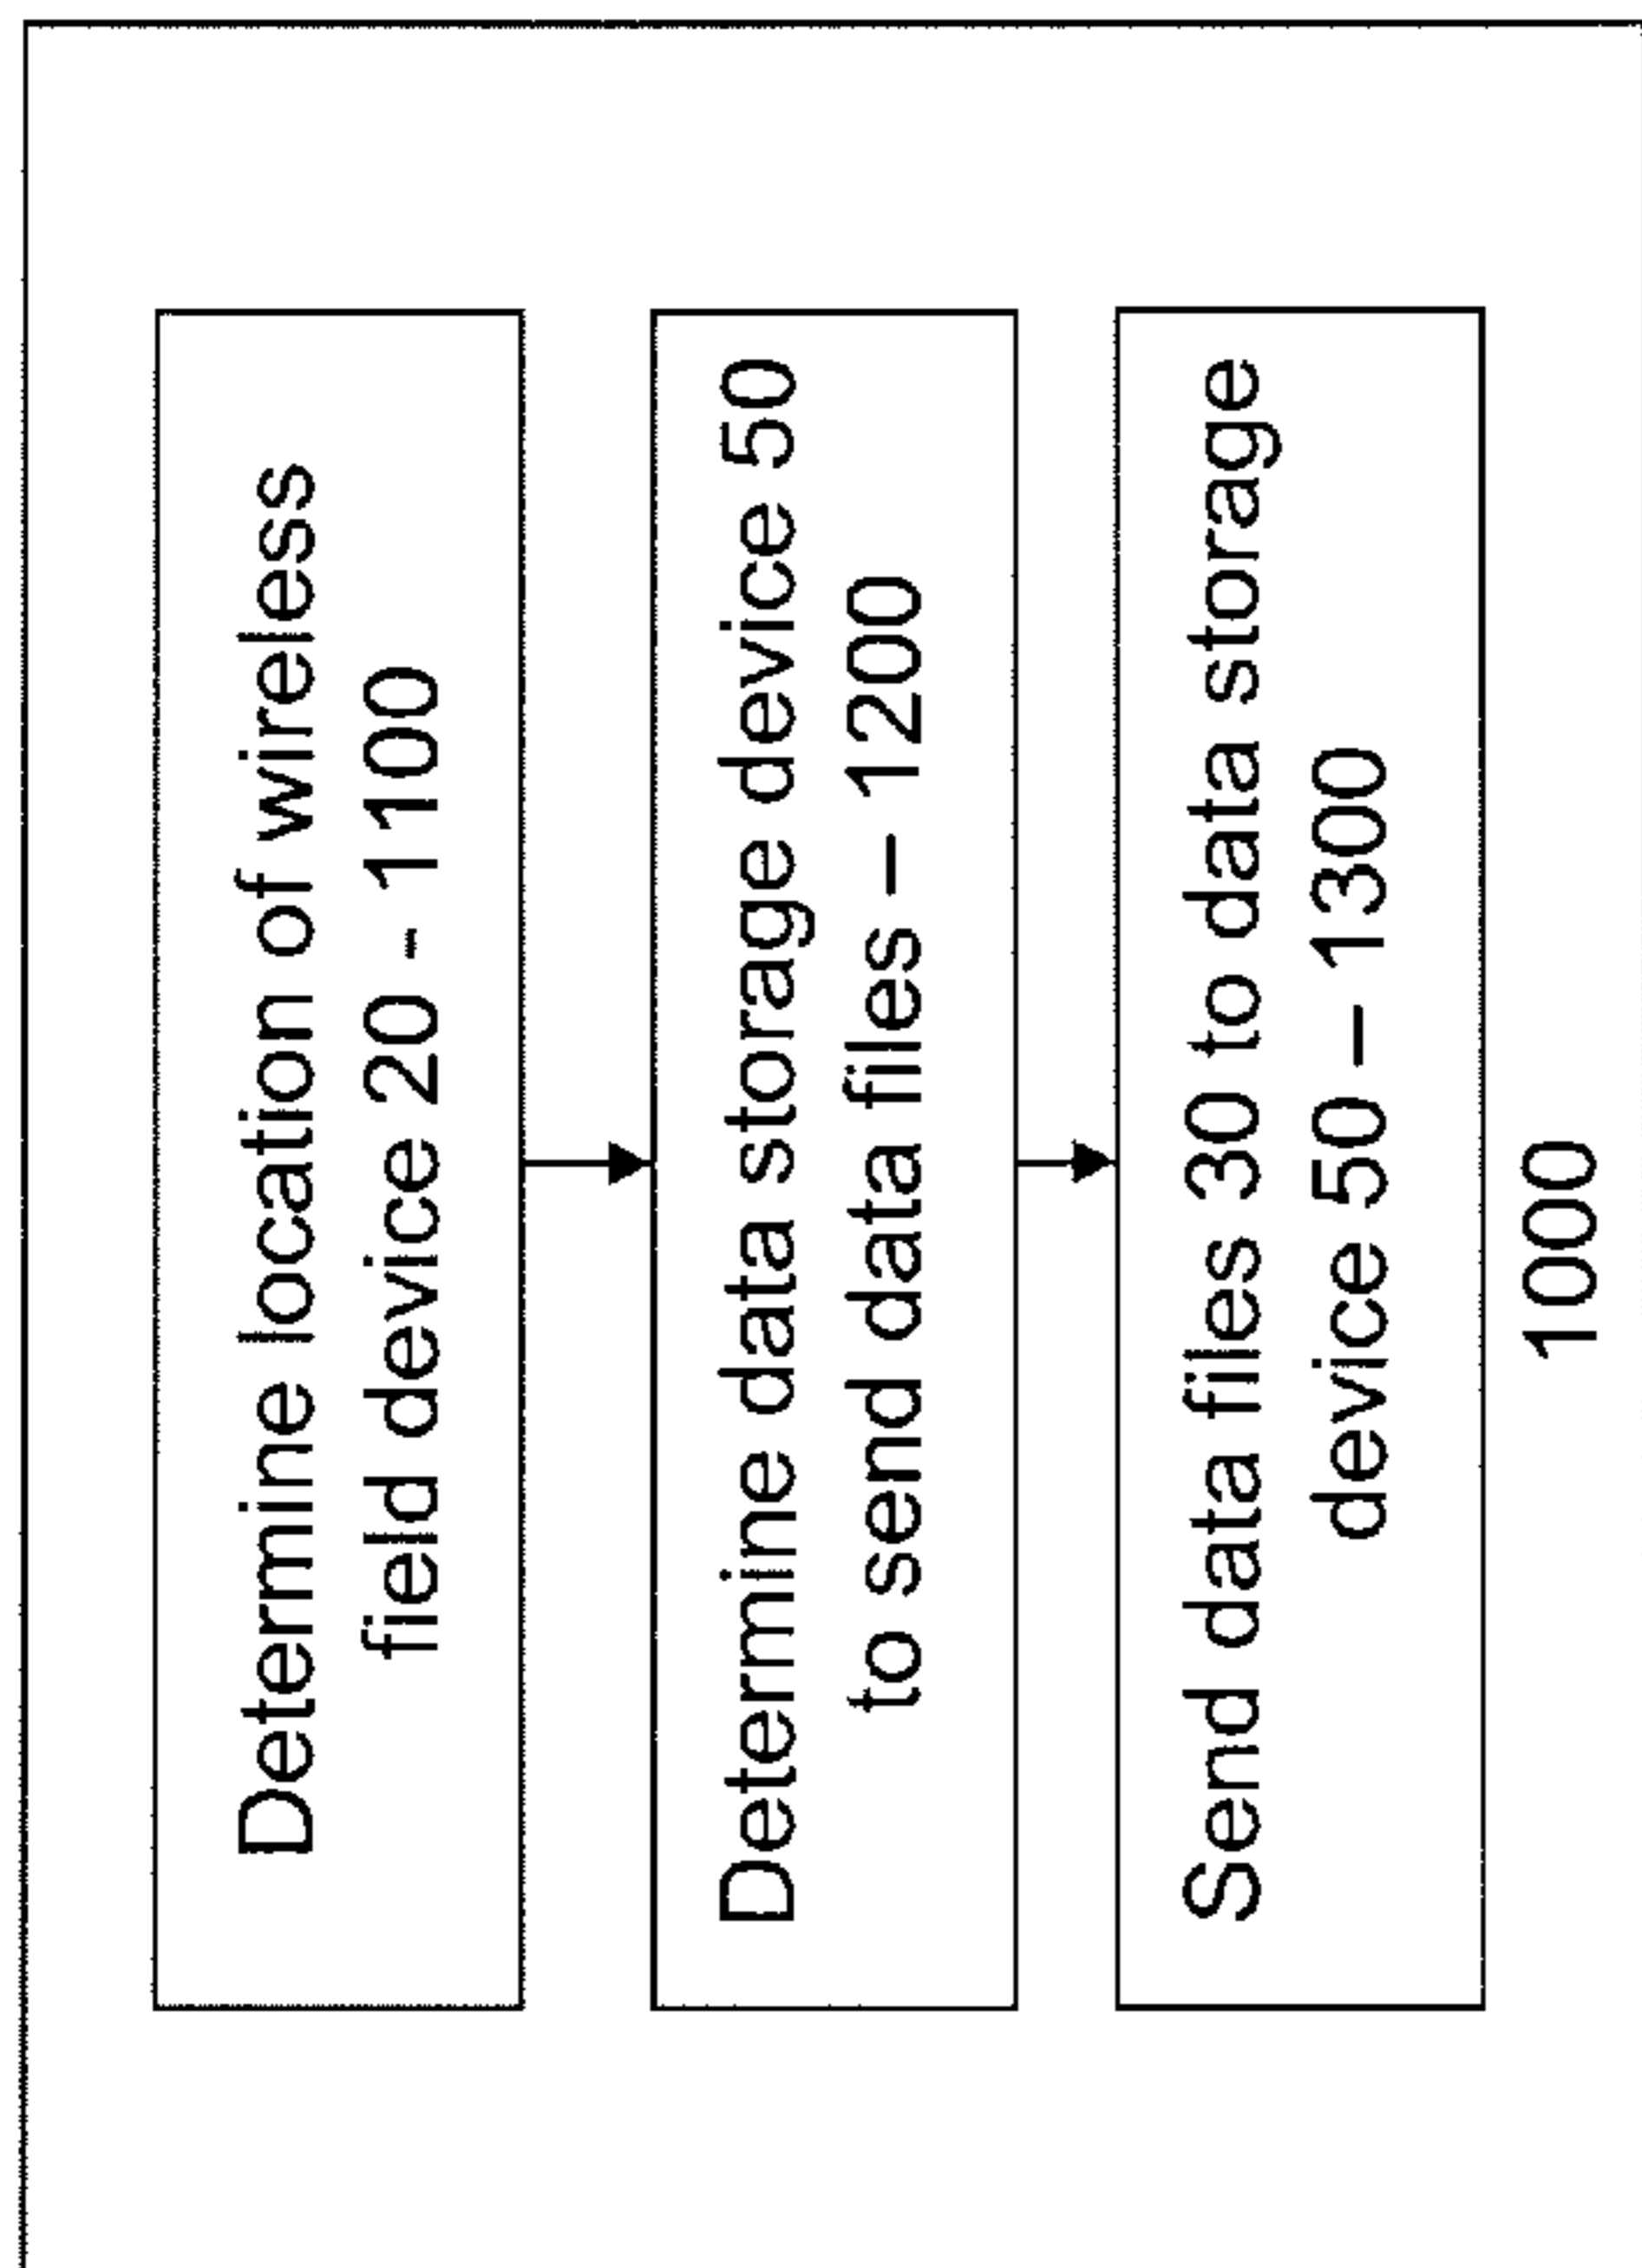 Determine location of wireless
field device 20 - 1100
Determine data storage device 50
to send data files – 1200
Send data files 30 to data storage
device 50 – 1300
1000